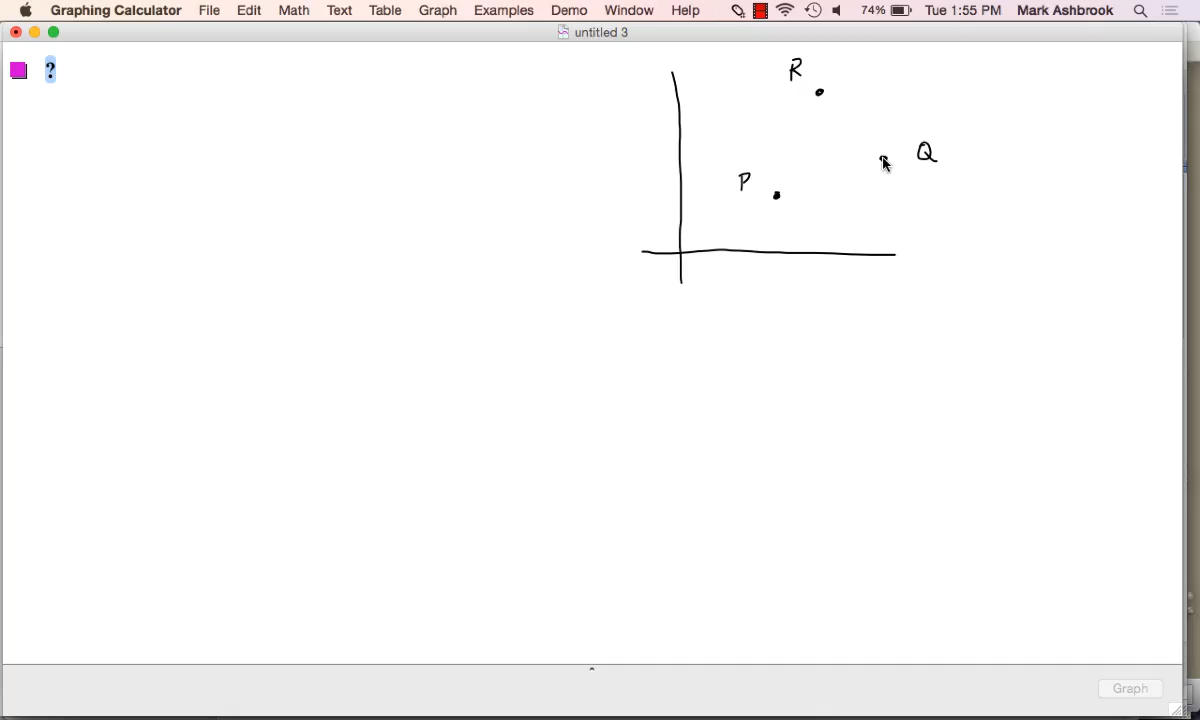 Graphing Calculator File Edit Math Text Table Graph Examples Demo Window Help 74% Tue 1:55 PM Mark Ashbrook
untitled 3
?
R
Q
P
Graph